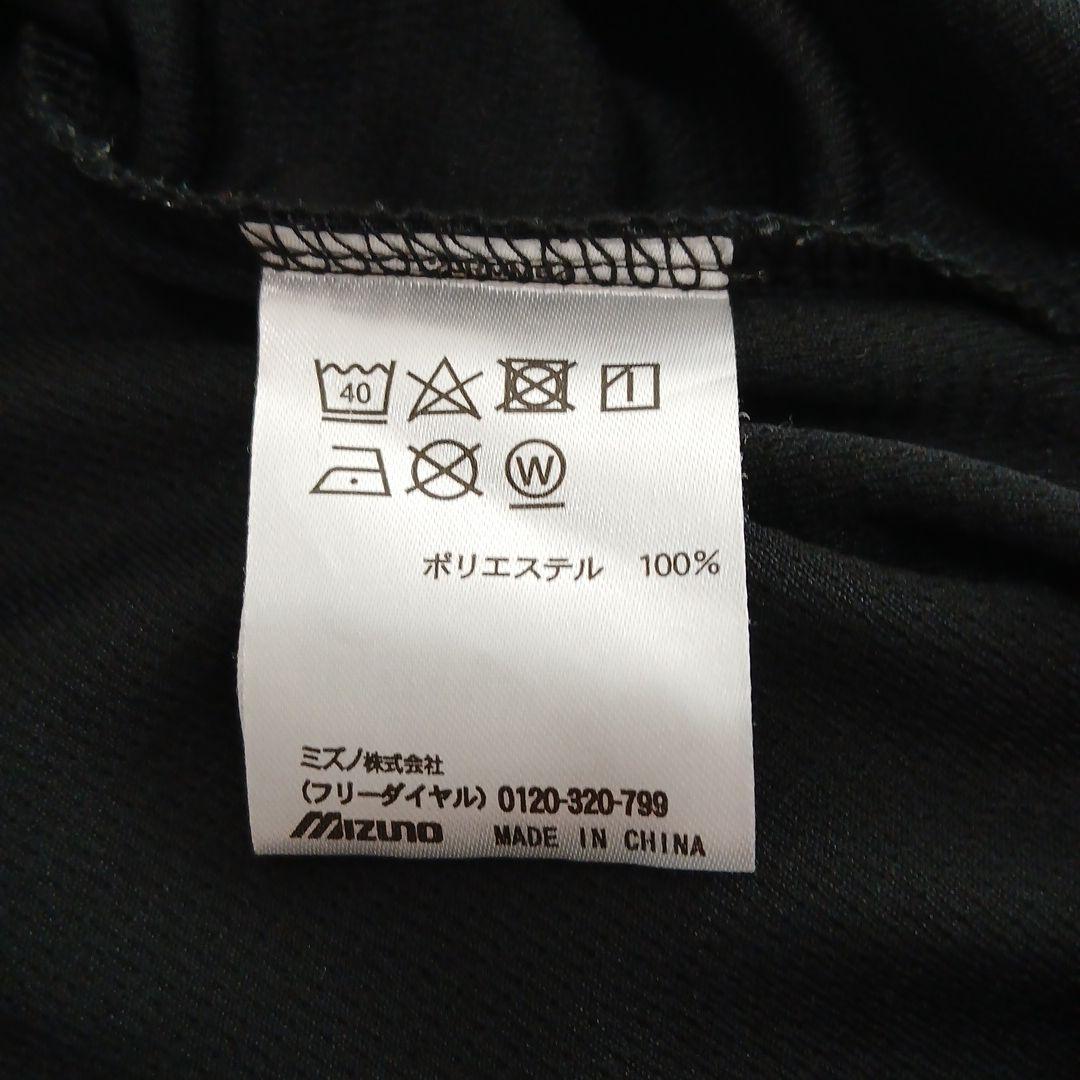 40
W
ポリエステル 100%
ミズノ株式会社
(フリーダイヤル) 0120-320-799
MIZUNO MADE IN CHINA